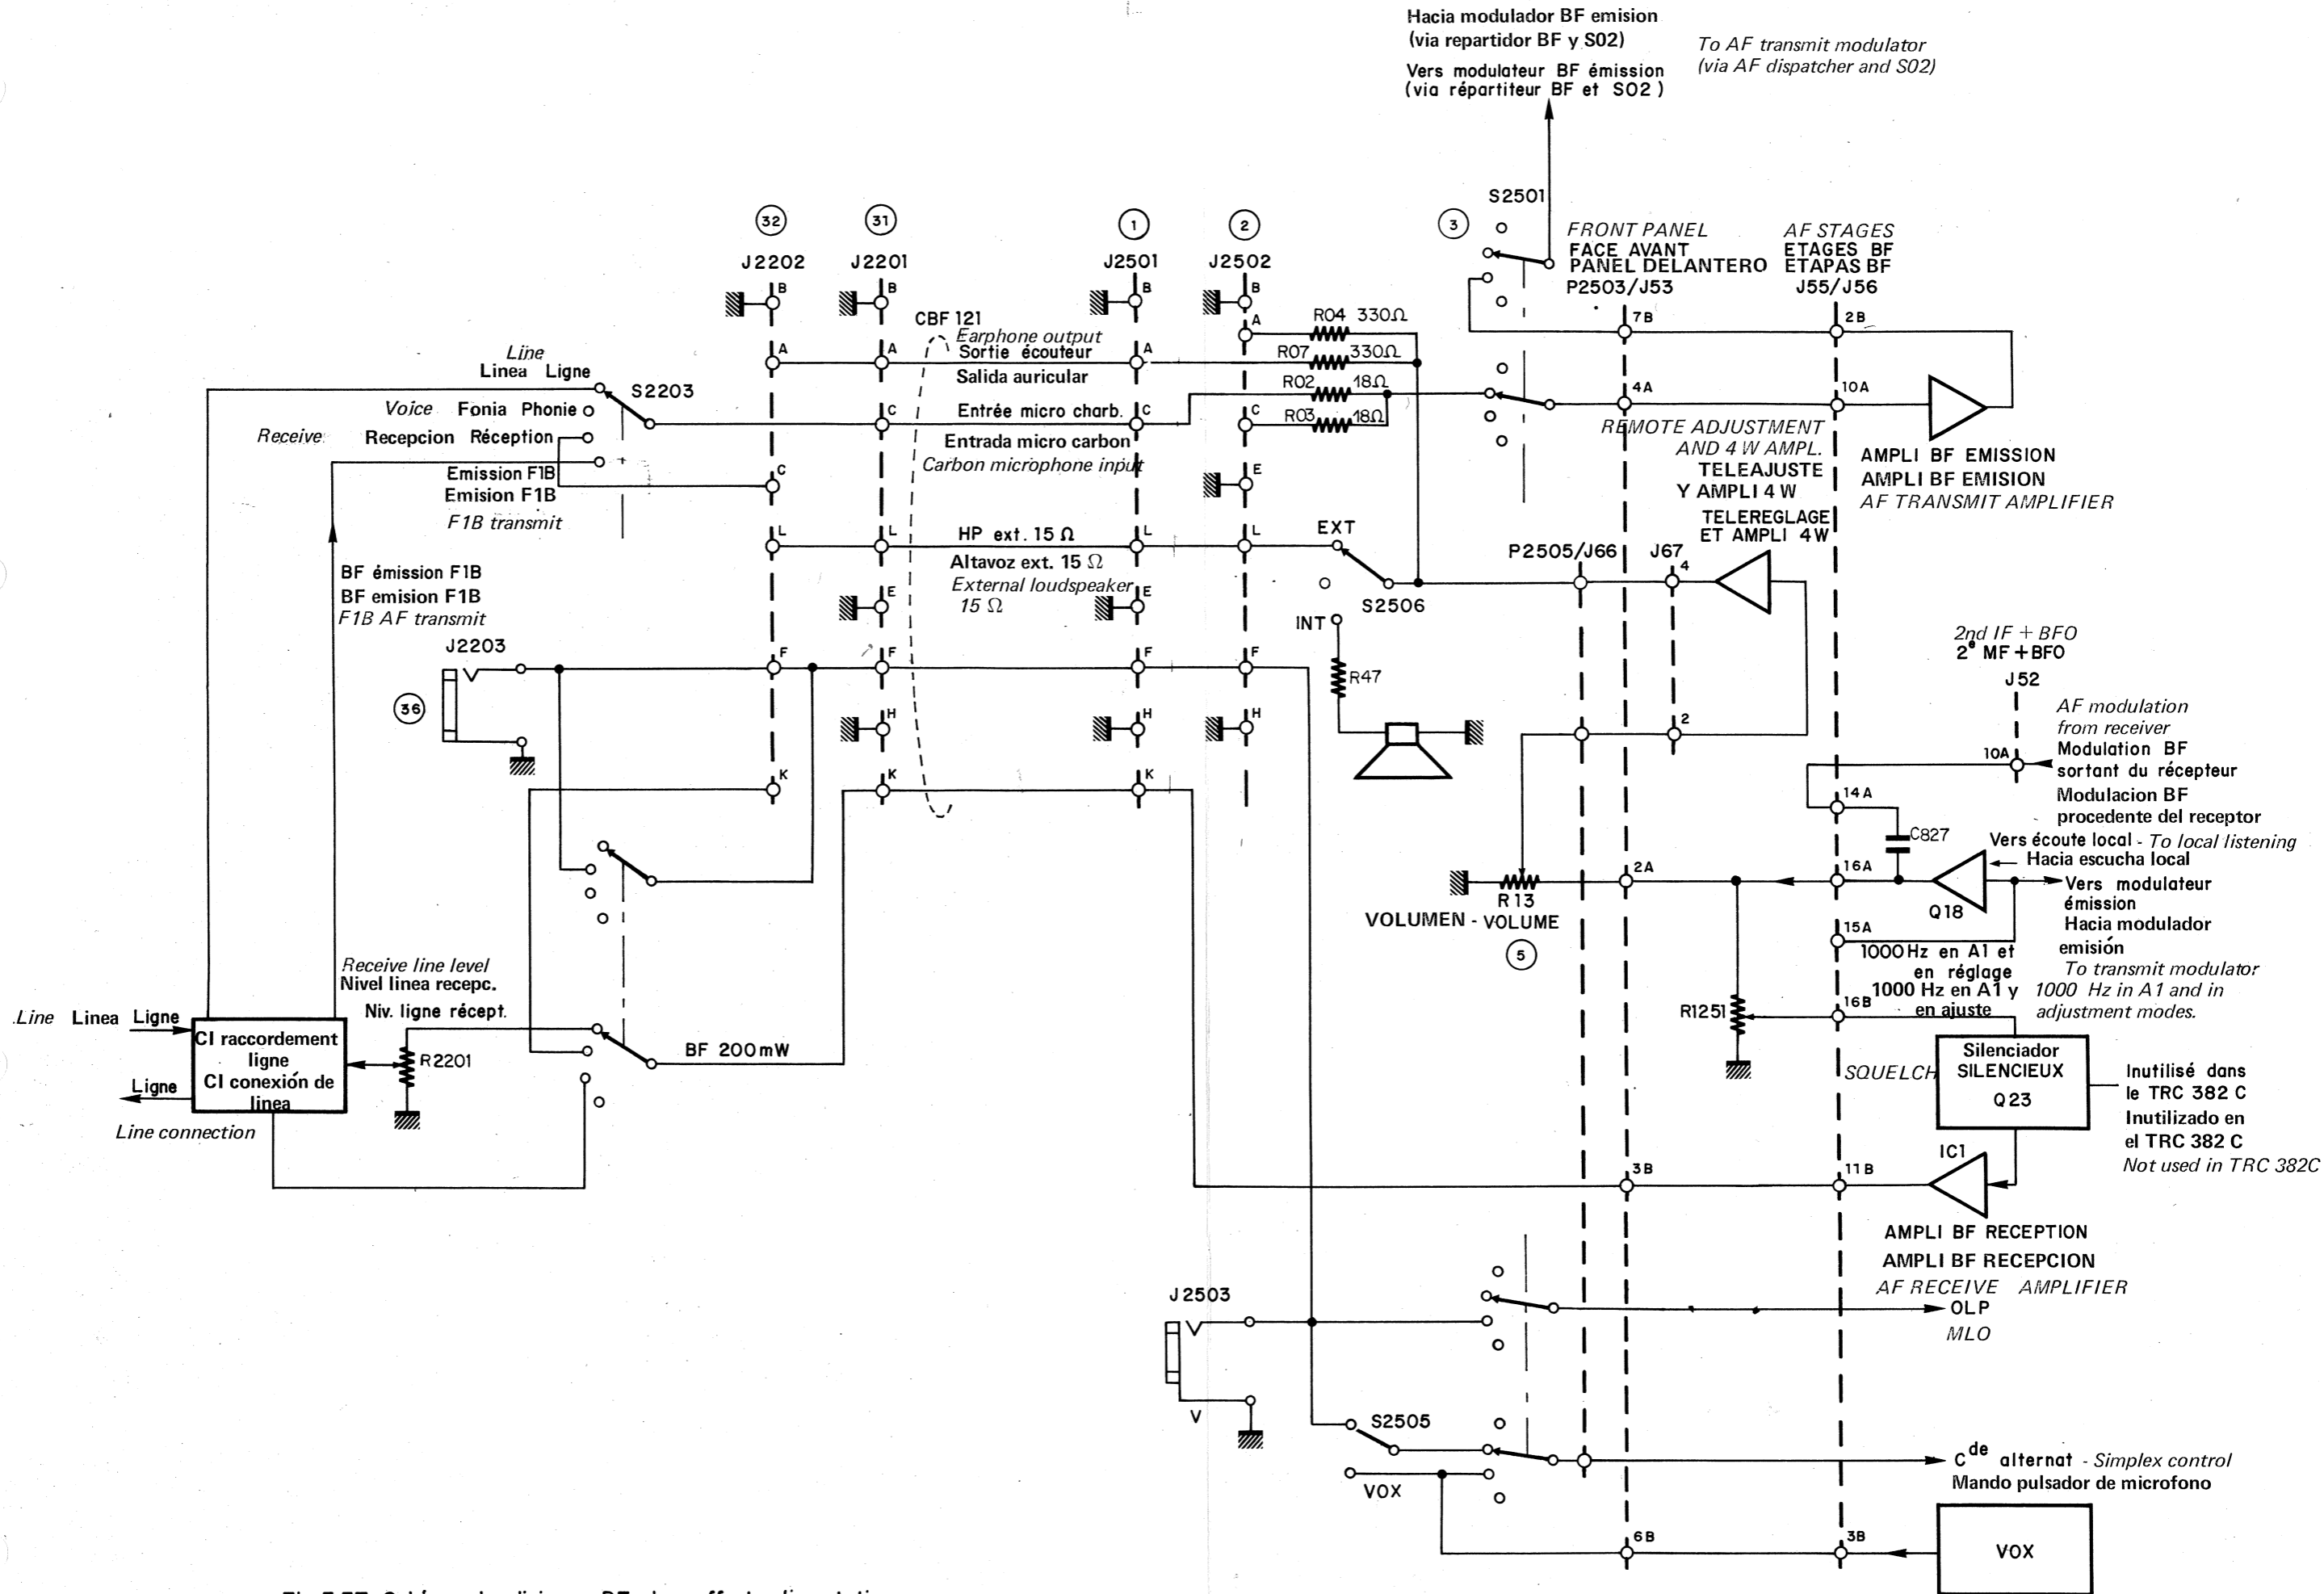 Hacia modulador BF emision
(via repartidor BF y S02)
To AF transmit modulator
(via AF dispatcher and S02)
Vers modulateur BF émission
(via répartiteur BF et SO2)
S2501
32
31
1
2
3
FRONT PANEL
FACE AVANT
PANEL DELANTERO
P2503/J53
AF STAGES
ETAGES BF
ETAPAS BF
J55/J56
J2202
J2201
J2501
J2502
B
B
B
B
CBF 121
Earphone output
Sortie écouteur
Salida auricular
A
A
A
A
R04 330Ω
R07 330Ω
R02 18Ω
R03 18Ω
7B
2B
4A
10A
Line
Linea Ligne
S2203
Voice Fonia Phonie
Receive
Recepcion Réception
Emission F1B
Emision F1B
F1B transmit
C
C
C
C
Entrée micro charb.
Entrada micro carbon
Carbon microphone input
E
REMOTE ADJUSTMENT
AND 4 W AMPL.
TELEAJUSTE
Y AMPLI 4 W
TELEREGLAGE
ET AMPLI 4W
AMPLI BF EMISSION
AMPLI BF EMISION
AF TRANSMIT AMPLIFIER
L
L
L
L
HP ext. 15 Ω
Altavoz ext. 15 Ω
External loudspeaker
15 Ω
EXT
S2506
INT
R47
P2505/J66
J67
4
2
BF émission F1B
BF emision F1B
F1B AF transmit
E
E
J2203
36
F
F
F
F
H
H
H
K
K
K
2nd IF + BFO
2e MF+BFO
J52
10A
AF modulation
from receiver
Modulation BF
sortant du récepteur
Modulacion BF
procedente del receptor
14A
C827
Vers écoute local - To local listening
Hacia escucha local
16A
2A
Q18
Vers modulateur
émission
Hacia modulador
emisión
To transmit modulator
R13
VOLUMEN - VOLUME
5
15A
1000Hz en A1 et
en réglage
1000 Hz en A1 y
en ajuste
1000 Hz in A1 and in
adjustment modes.
16B
R1251
Receive line level
Nivel linea recepc.
Niv. ligne récept.
Line Linea Ligne
CI raccordement
ligne
CI conexión de
linea
Ligne
Line connection
R2201
BF 200mW
SQUELCH
Silenciador
SILENCIEUX
Q23
Inutilisé dans
le TRC 382 C
Inutilizado en
el TRC 382 C
Not used in TRC 382C
IC1
3B
11B
AMPLI BF RECEPTION
AMPLI BF RECEPCION
AF RECEIVE AMPLIFIER
OLP
MLO
J2503
V
S2505
VOX
Cde alternat - Simplex control
Mando pulsador de microfono
6B
3B
VOX